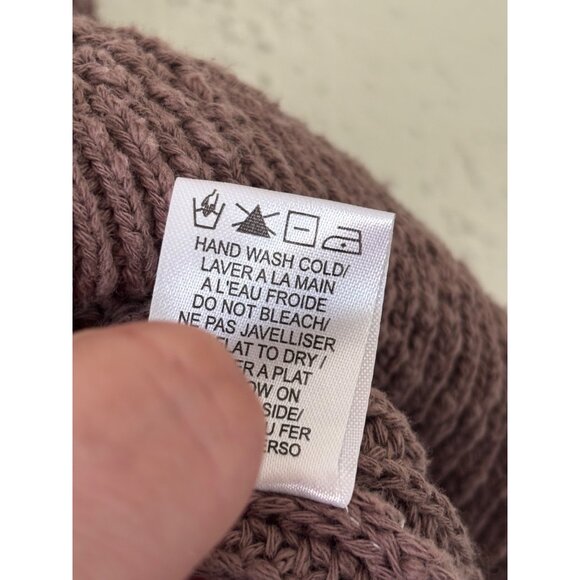 HAND WASH COLD/
LAVER A LA MAIN
A L'EAU FROIDE
DO NOT BLEACH/
NE PAS JAVELLISER
FLAT TO DRY /
A PLAT
ON
FER